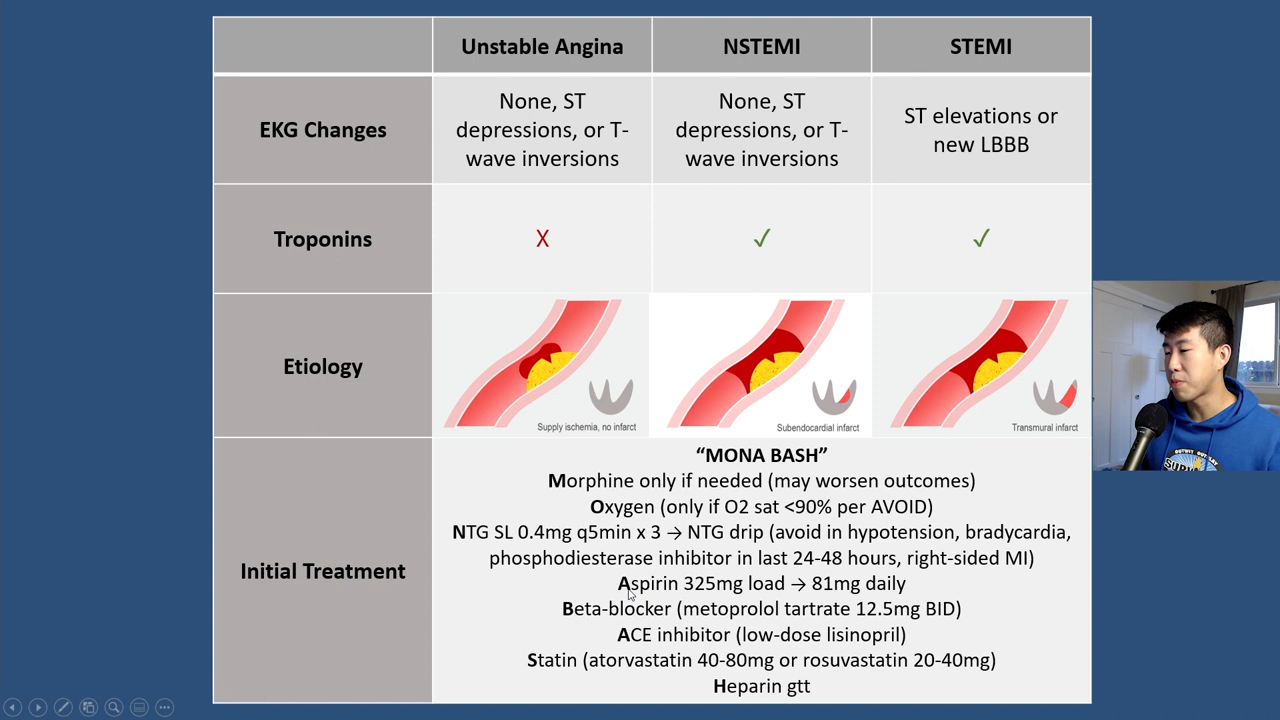 Unstable Angina
NSTEMI
STEMI
EKG Changes
None, ST
depressions, or T-
wave inversions
None, ST
depressions, or T-
wave inversions
ST elevations or
new LBBB
Troponins
X
✓
✓
Etiology
Supply ischemia, no infarct
Subendocardial infarct
Transmural infarct
Initial Treatment
“MONA BASH”
Morphine only if needed (may worsen outcomes)
Oxygen (only if O2 sat <90% per AVOID)
NTG SL 0.4mg q5min x 3 → NTG drip (avoid in hypotension, bradycardia,
phosphodiesterase inhibitor in last 24-48 hours, right-sided MI)
Aspirin 325mg load → 81mg daily
Beta-blocker (metoprolol tartrate 12.5mg BID)
ACE inhibitor (low-dose lisinopril)
Statin (atorvastatin 40-80mg or rosuvastatin 20-40mg)
Heparin gtt